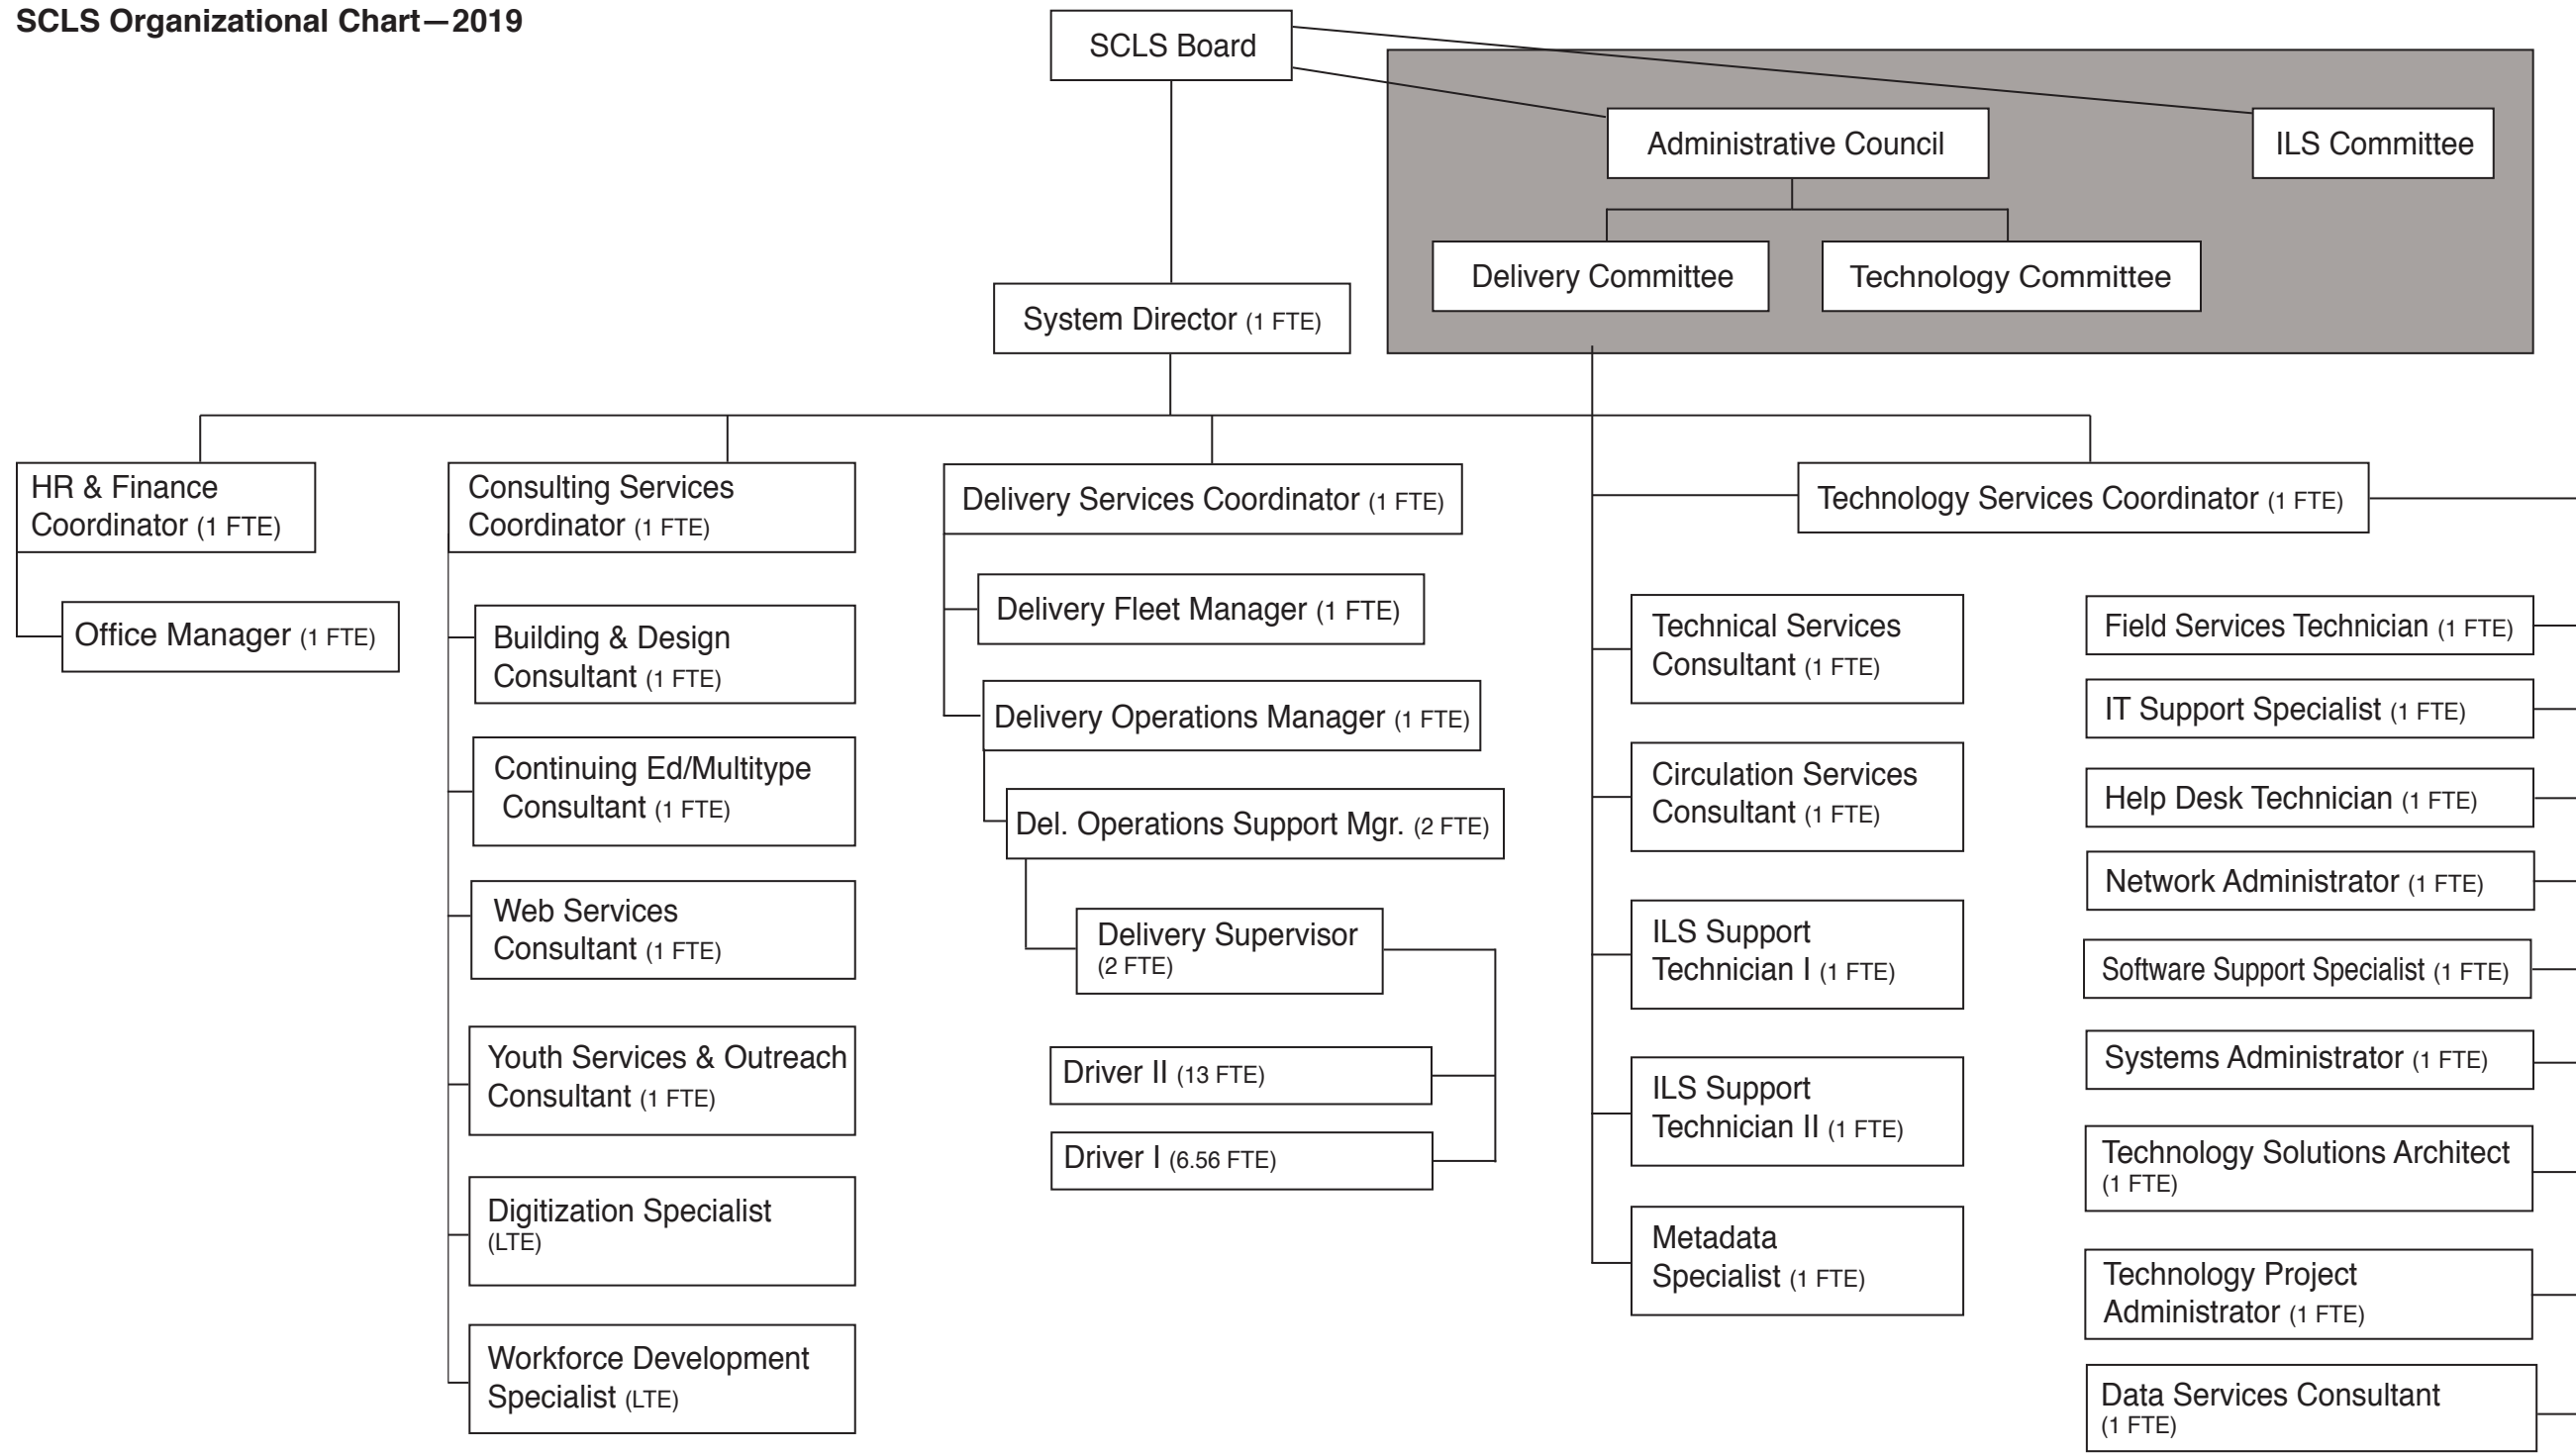 SCLS Organizational Chart—2019
SCLS Board
Administrative Council
ILS Committee
Delivery Committee
Technology Committee
System Director (1 FTE)
HR & Finance
Coordinator (1 FTE)
Office Manager (1 FTE)
Consulting Services
Coordinator (1 FTE)
Building & Design
Consultant (1 FTE)
Continuing Ed/Multitype
Consultant (1 FTE)
Web Services
Consultant (1 FTE)
Youth Services & Outreach
Consultant (1 FTE)
Digitization Specialist
(LTE)
Workforce Development
Specialist (LTE)
Delivery Services Coordinator (1 FTE)
Delivery Fleet Manager (1 FTE)
Delivery Operations Manager (1 FTE)
Del. Operations Support Mgr. (2 FTE)
Delivery Supervisor
(2 FTE)
Driver II (13 FTE)
Driver I (6.56 FTE)
Technology Services Coordinator (1 FTE)
Technical Services
Consultant (1 FTE)
Circulation Services
Consultant (1 FTE)
ILS Support
Technician I (1 FTE)
ILS Support
Technician II (1 FTE)
Metadata
Specialist (1 FTE)
Field Services Technician (1 FTE)
IT Support Specialist (1 FTE)
Help Desk Technician (1 FTE)
Network Administrator (1 FTE)
Software Support Specialist (1 FTE)
Systems Administrator (1 FTE)
Technology Solutions Architect
(1 FTE)
Technology Project
Administrator (1 FTE)
Data Services Consultant
(1 FTE)